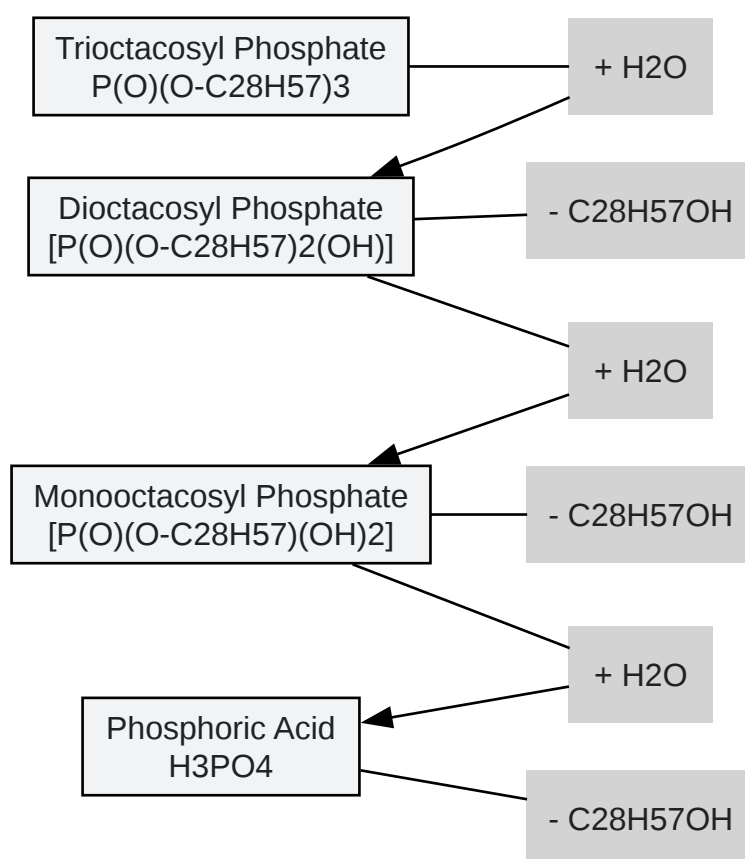 Trioctacosyl Phosphate
P(O)(O-C28H57)3
+ H2O
Dioctacosyl Phosphate
[P(O)(O-C28H57)2(OH)]
- C28H57OH
+ H2O
Monooctacosyl Phosphate
[P(O)(O-C28H57)(OH)2]
- C28H57OH
+ H2O
Phosphoric Acid
H3PO4
- C28H57OH